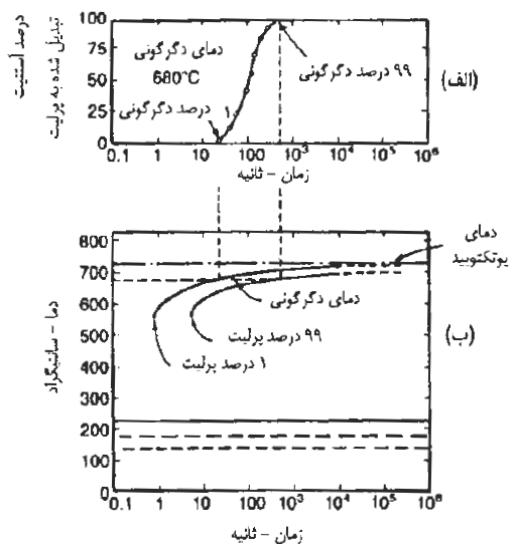 درصد آستنیت
تبدیل شده به پرلیت
100
75
50
25
0
دمای دگرگونی
680°C
۱ درصد دگرگونی
۹۹ درصد دگرگونی
(الف)
0.1 1 10 100 10³ 10⁴ 10⁵ 10⁶
زمان - ثانیه
دما - سانتیگراد
800
700
600
500
400
300
200
100
0
دمای
یوتکتویید
دمای دگرگونی
۹۹ درصد پرلیت
۱ درصد پرلیت
(ب)
0.1 1 10 100 10³ 10⁴ 10⁵ 10⁶
زمان - ثانیه